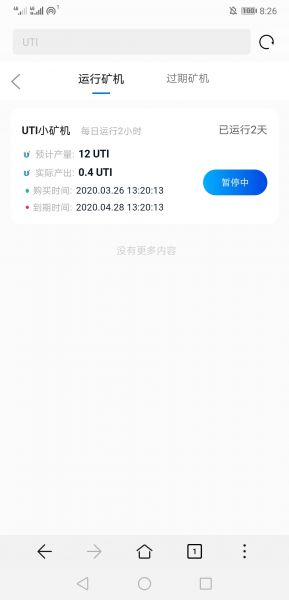 100 8:26
UTI
运行矿机 过期矿机
UTI小矿机 每日运行2小时 已运行2天
预计产量: 12 UTI
实际产出: 0.4 UTI
暂停中
购买时间: 2020.03.26 13:20:13
到期时间: 2020.04.28 13:20:13
没有更多内容
1